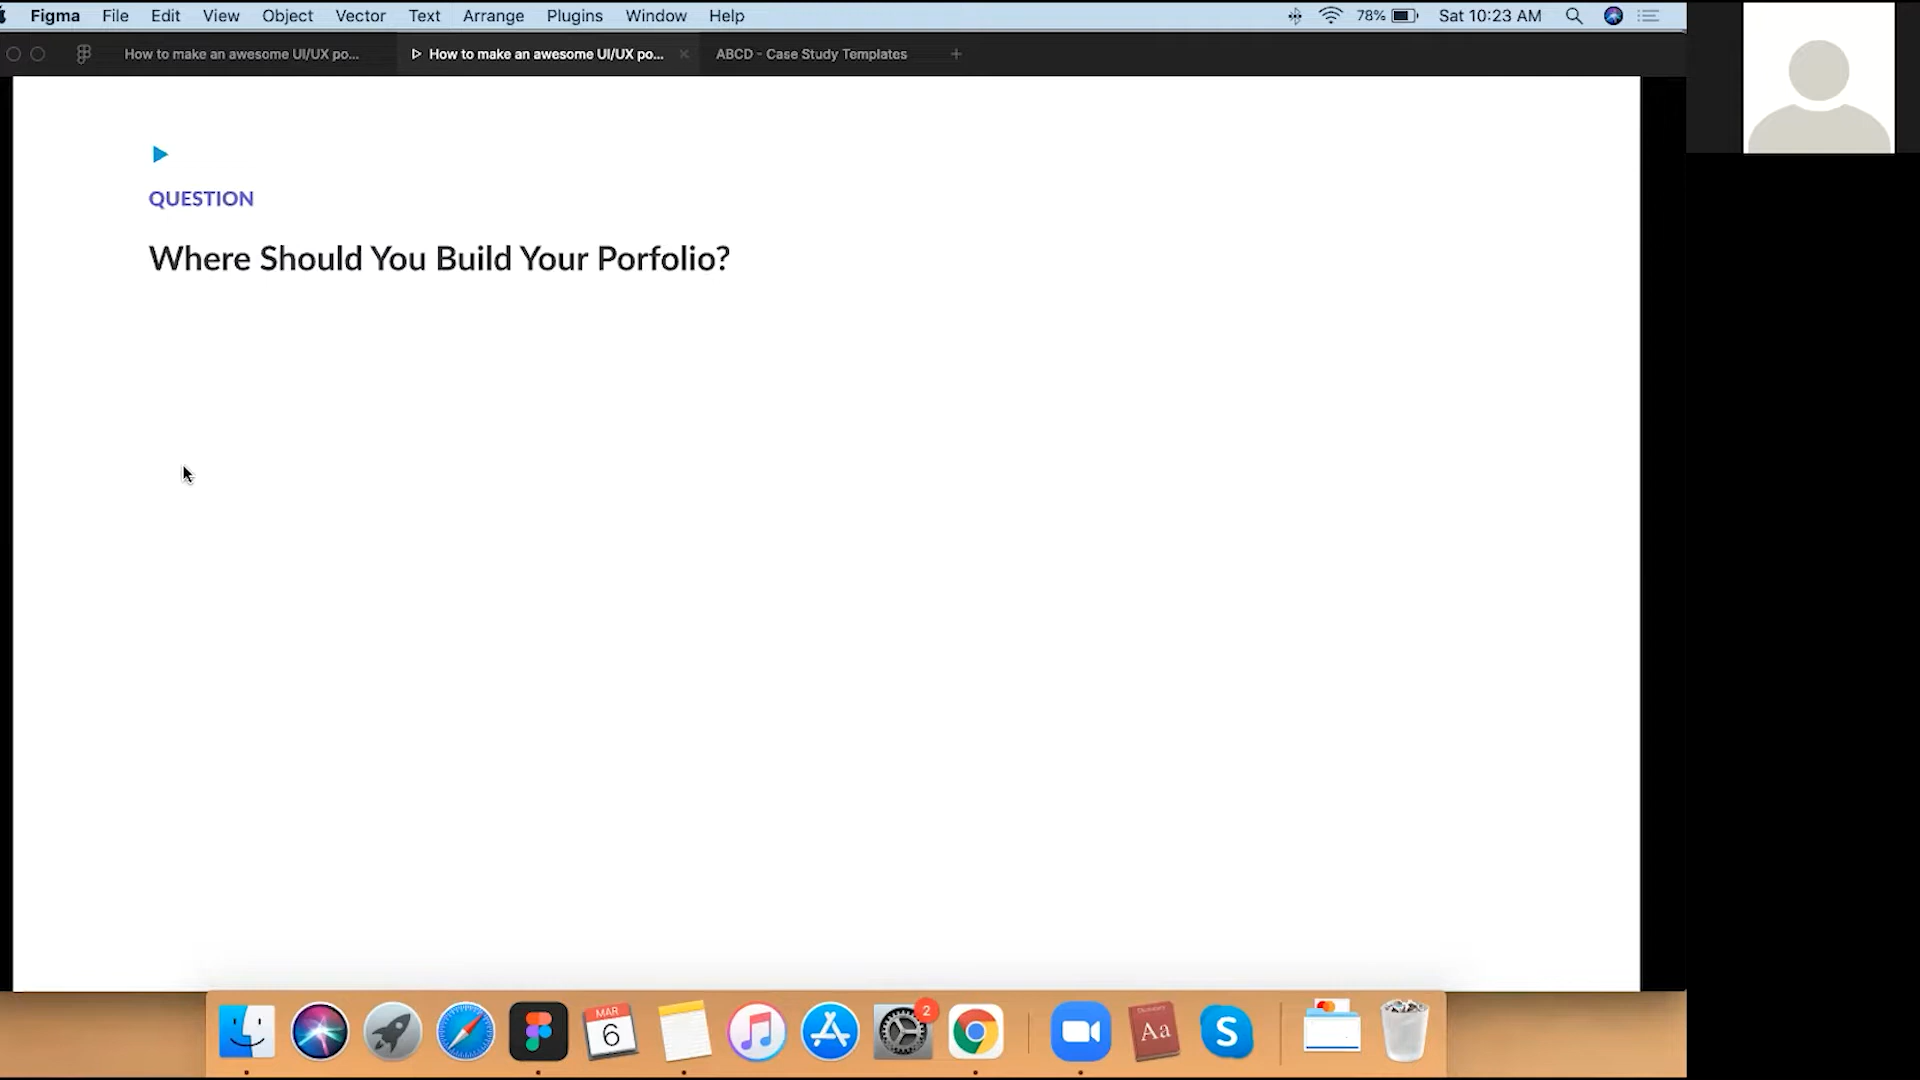 Figma File Edit View Object Vector Text Arrange Plugins Window Help 78% Sat 10:23 AM
How to make an awesome UI/UX po... How to make an awesome UI/UX po... ABCD - Case Study Templates
QUESTION
Where Should You Build Your Porfolio?
MAR
6
2
Dictionary
Aa
S